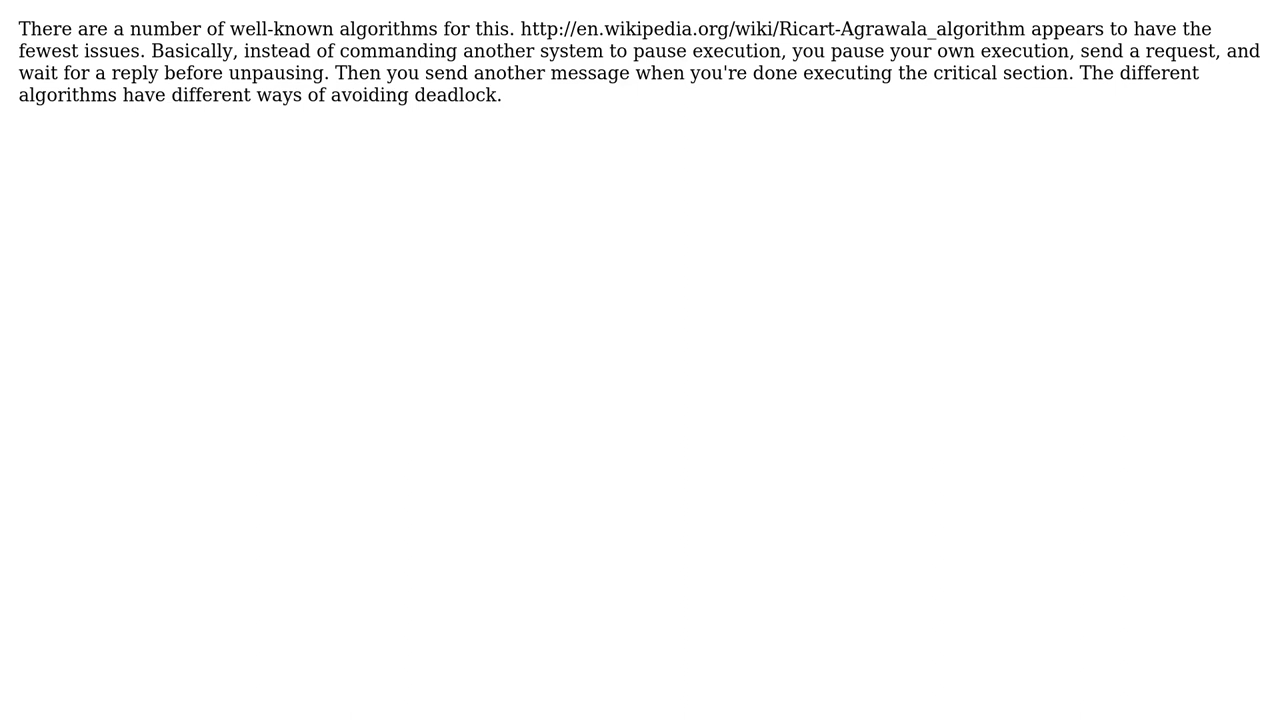 There are a number of well-known algorithms for this. http://en.wikipedia.org/wiki/Ricart-Agrawala_algorithm appears to have the
fewest issues. Basically, instead of commanding another system to pause execution, you pause your own execution, send a request, and
wait for a reply before unpausing. Then you send another message when you're done executing the critical section. The different
algorithms have different ways of avoiding deadlock.